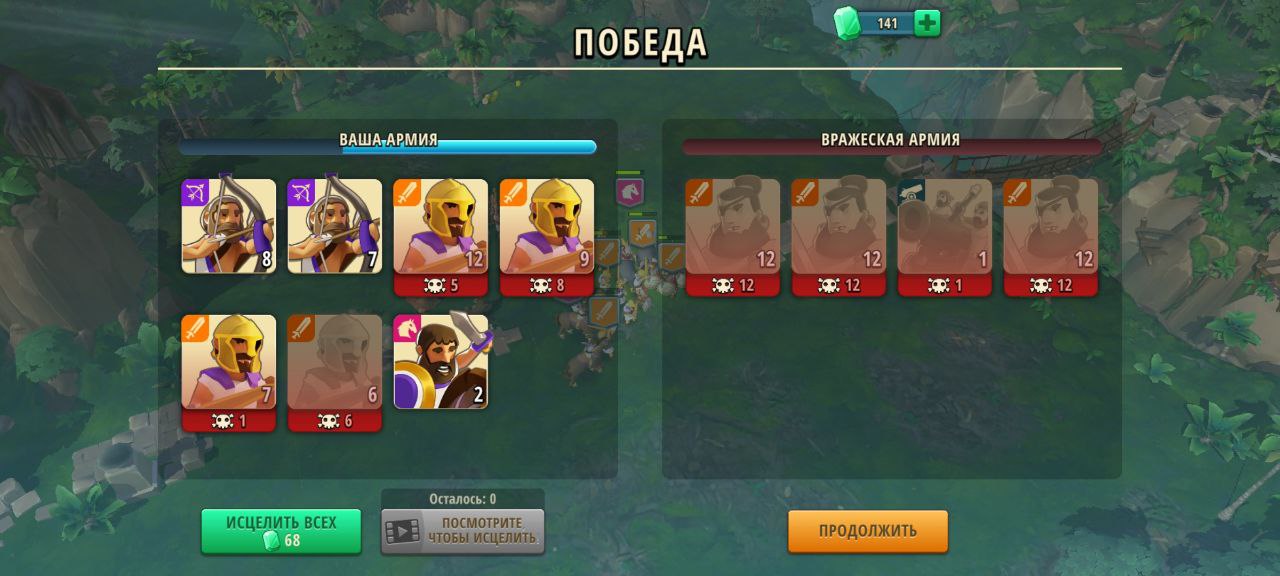 141
ПОБЕДА
ВАША АРМИЯ
ВРАЖЕСКАЯ АРМИЯ
8
7
12
9
12
12
1
12
5
8
12
12
1
12
7
6
2
1
6
Осталось: 0
ИСЦЕЛИТЬ ВСЕХ
68
ПОСМОТРИТЕ,
ЧТОБЫ ИСЦЕЛИТЬ.
ПРОДОЛЖИТЬ